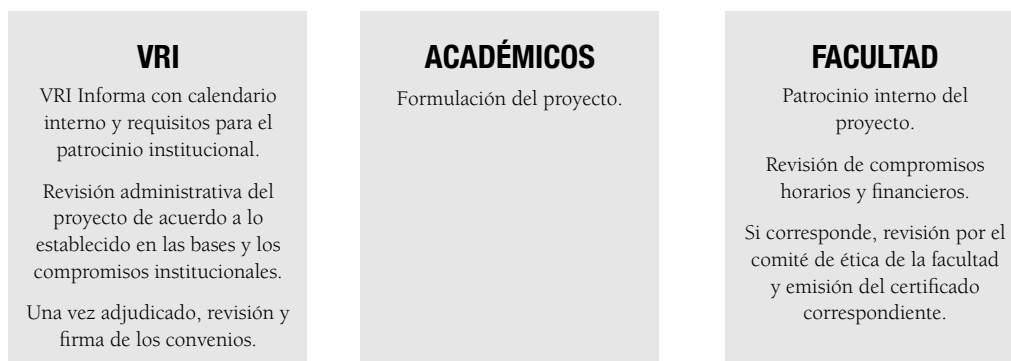 VRI
VRI Informa con calendario
interno y requisitos para el
patrocinio institucional.
Revisión administrativa del
proyecto de acuerdo a lo
establecido en las bases y los
compromisos institucionales.
Una vez adjudicado, revisión y
firma de los convenios.
ACADÉMICOS
Formulación del proyecto.
FACULTAD
Patrocinio interno del
proyecto.
Revisión de compromisos
horarios y financieros.
Si corresponde, revisión por el
comité de ética de la facultad
y emisión del certificado
correspondiente.